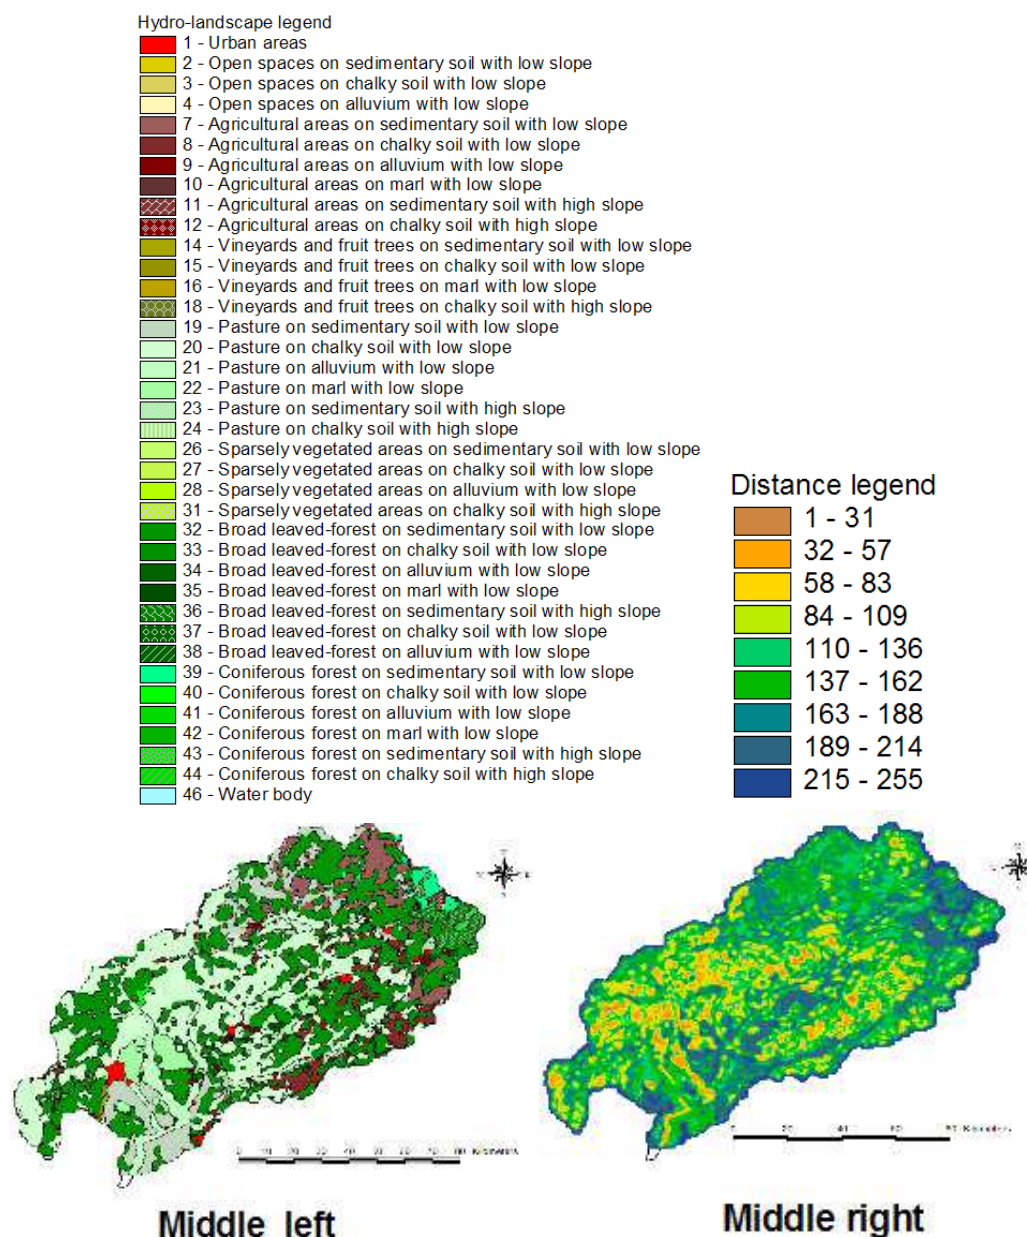 Hydro-landscape legend
1 - Urban areas
2 - Open spaces on sedimentary soil with low slope
3 - Open spaces on chalky soil with low slope
4 - Open spaces on alluvium with low slope
7 - Agricultural areas on sedimentary soil with low slope
8 - Agricultural areas on chalky soil with low slope
9 - Agricultural areas on alluvium with low slope
10 - Agricultural areas on marl with low slope
11 - Agricultural areas on sedimentary soil with high slope
12 - Agricultural areas on chalky soil with high slope
14 - Vineyards and fruit trees on sedimentary soil with low slope
15 - Vineyards and fruit trees on chalky soil with low slope
16 - Vineyards and fruit trees on marl with low slope
18 - Vineyards and fruit trees on chalky soil with high slope
19 - Pasture on sedimentary soil with low slope
20 - Pasture on chalky soil with low slope
21 - Pasture on alluvium with low slope
22 - Pasture on marl with low slope
23 - Pasture on sedimentary soil with high slope
24 - Pasture on chalky soil with high slope
26 - Sparsely vegetated areas on sedimentary soil with low slope
27 - Sparsely vegetated areas on chalky soil with low slope
28 - Sparsely vegetated areas on alluvium with low slope
31 - Sparsely vegetated areas on chalky soil with high slope
32 - Broad leaved-forest on sedimentary soil with low slope
33 - Broad leaved-forest on chalky soil with low slope
34 - Broad leaved-forest on alluvium with low slope
35 - Broad leaved-forest on marl with low slope
36 - Broad leaved-forest on sedimentary soil with high slope
37 - Broad leaved-forest on chalky soil with low slope
38 - Broad leaved-forest on alluvium with low slope
39 - Coniferous forest on sedimentary soil with low slope
40 - Coniferous forest on chalky soil with low slope
41 - Coniferous forest on alluvium with low slope
42 - Coniferous forest on marl with low slope
43 - Coniferous forest on sedimentary soil with high slope
44 - Coniferous forest on chalky soil with high slope
46 - Water body
Distance legend
1 - 31
32 - 57
58 - 83
84 - 109
110 - 136
137 - 162
163 - 188
189 - 214
215 - 255
0 10 20 30 40 50 60 70 80 Kilometers
0 20 40 60 80 Kilometers
Middle left
Middle right